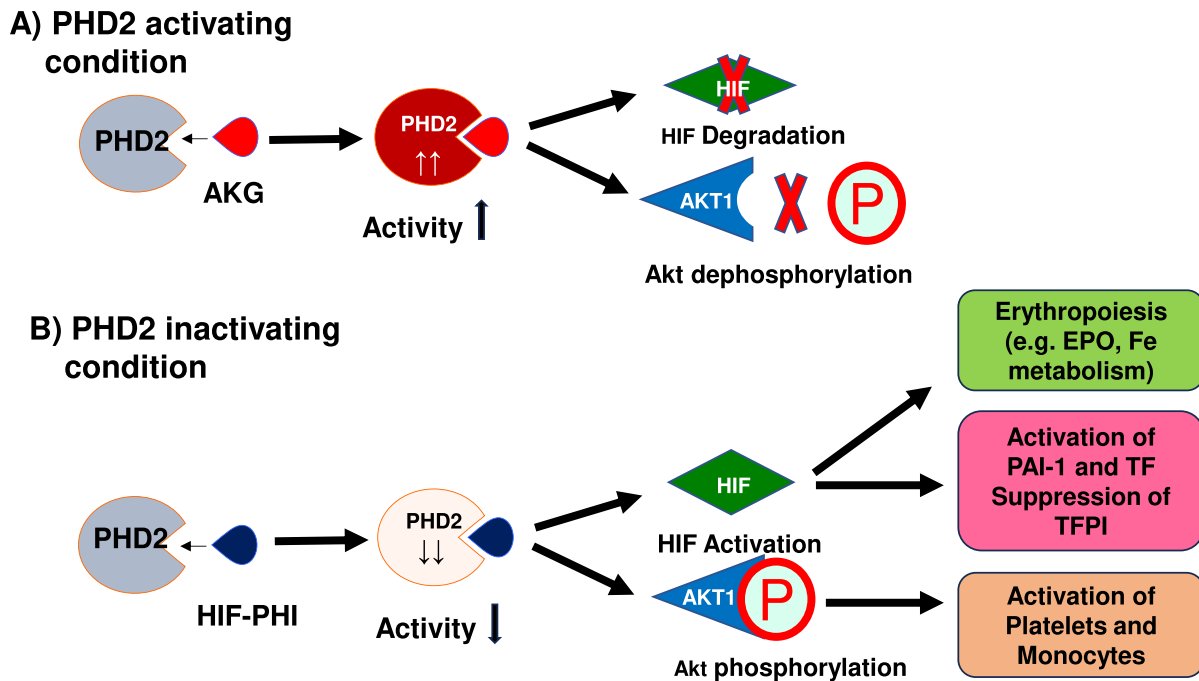 A) PHD2 activating
condition
PHD2
AKG
PHD2
↑↑
Activity
HIF
HIF Degradation
AKT1
P
Akt dephosphorylation
B) PHD2 inactivating
condition
PHD2
HIF-PHI
PHD2
↓↓
Activity
HIF
HIF Activation
AKT1
P
Akt phosphorylation
Erythropoiesis
(e.g. EPO, Fe
metabolism)
Activation of
PAI-1 and TF
Suppression of
TFPI
Activation of
Platelets and
Monocytes